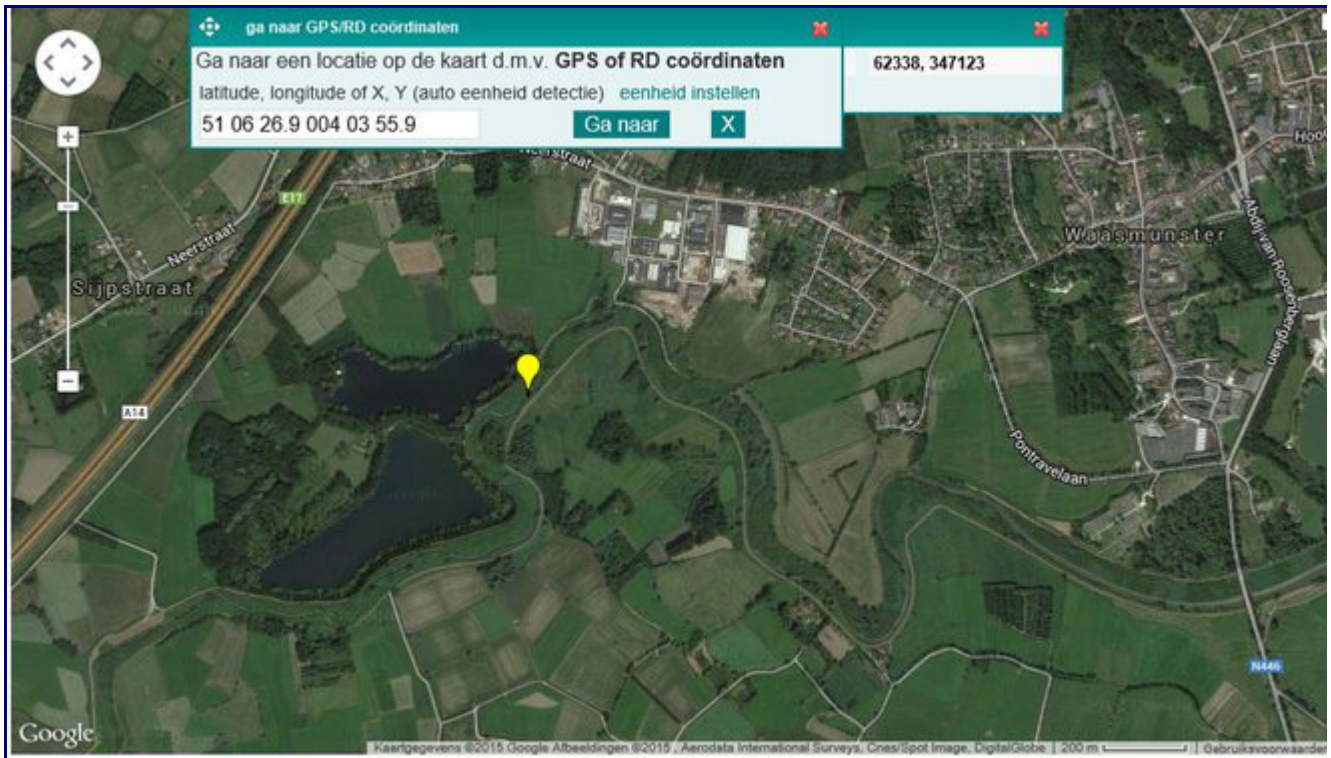 ga naar GPS/RD coördinaten
Ga naar een locatie op de kaart d.m.v. GPS of RD coördinaten
62338, 347123
latitude, longitude of X, Y (auto eenheid detectie) eenheid instellen
51 06 26.9 004 03 55.9 Ga naar X
Neerstraat
E17
Abdij van Roosenberglaan
Waasmunster
Neerstraat
Sijpstraat
A14
Pontravelaan
N446
Google
Kaartgegevens ©2015 Google Afbeeldingen ©2015 , Aerodata International Surveys, Cnes/Spot Image, DigitalGlobe 200 m Gebruiksvoorwaarden